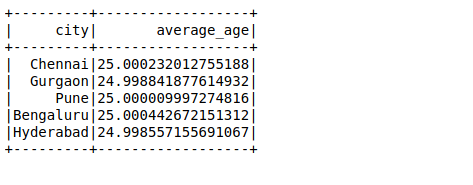 +---------+------------------+
|     city|       average_age|
+---------+------------------+
|  Chennai|25.000232012755188|
|  Gurgaon|24.998841877614932|
|     Pune|25.000009997274816|
|Bengaluru|25.000442672151312|
|Hyderabad|24.998557155691067|
+---------+------------------+